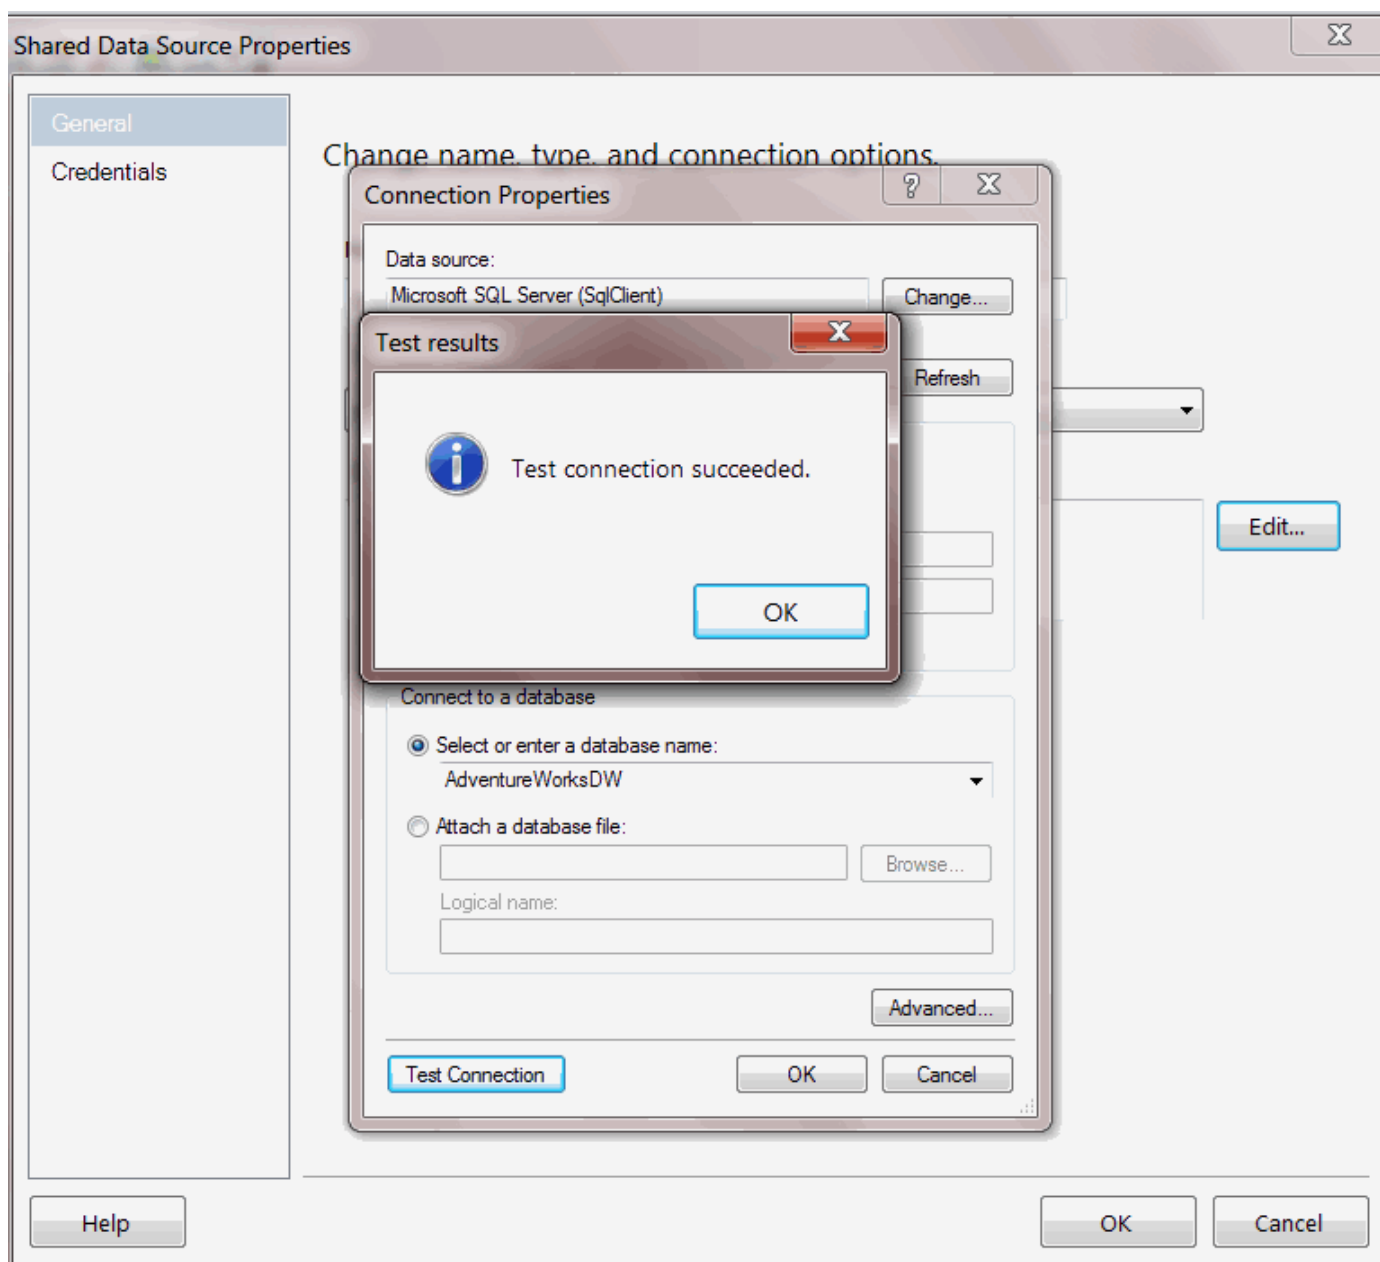 Shared Data Source Properties
General
Credentials
Change name, type, and connection options.
Connection Properties
Data source:
Microsoft SQL Server (SqlClient)
Change...
Refresh
Test results
Test connection succeeded.
OK
Edit...
Connect to a database
Select or enter a database name:
AdventureWorksDW
Attach a database file:
Browse...
Logical name:
Advanced...
Test Connection OK Cancel
Help OK Cancel